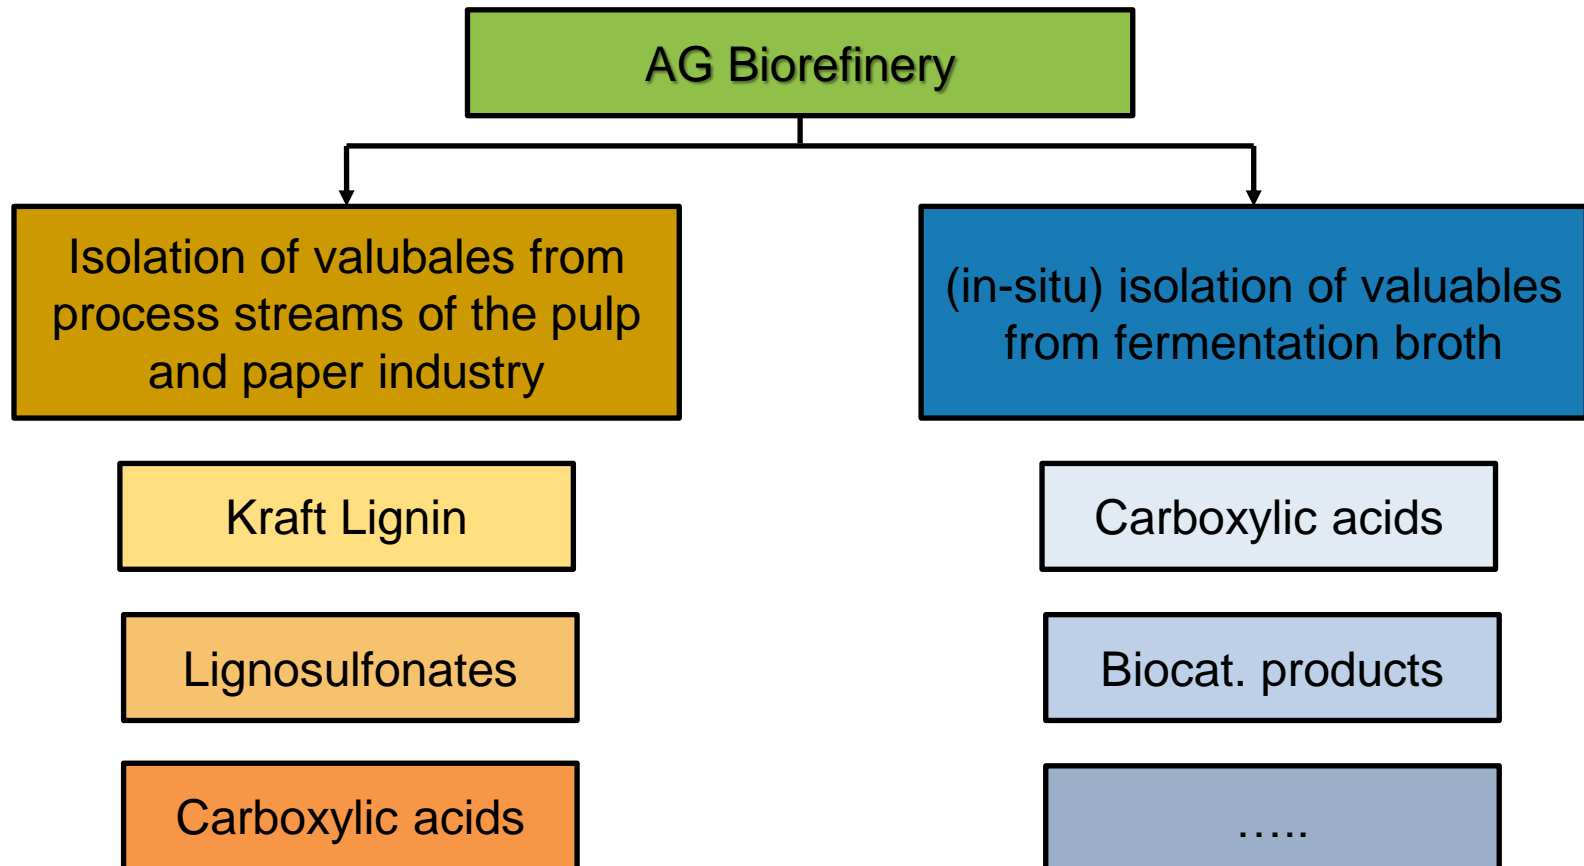 AG Biorefinery
Isolation of valubales from
process streams of the pulp
and paper industry
(in-situ) isolation of valuables
from fermentation broth
Kraft Lignin
Carboxylic acids
Lignosulfonates
Biocat. products
Carboxylic acids
…..